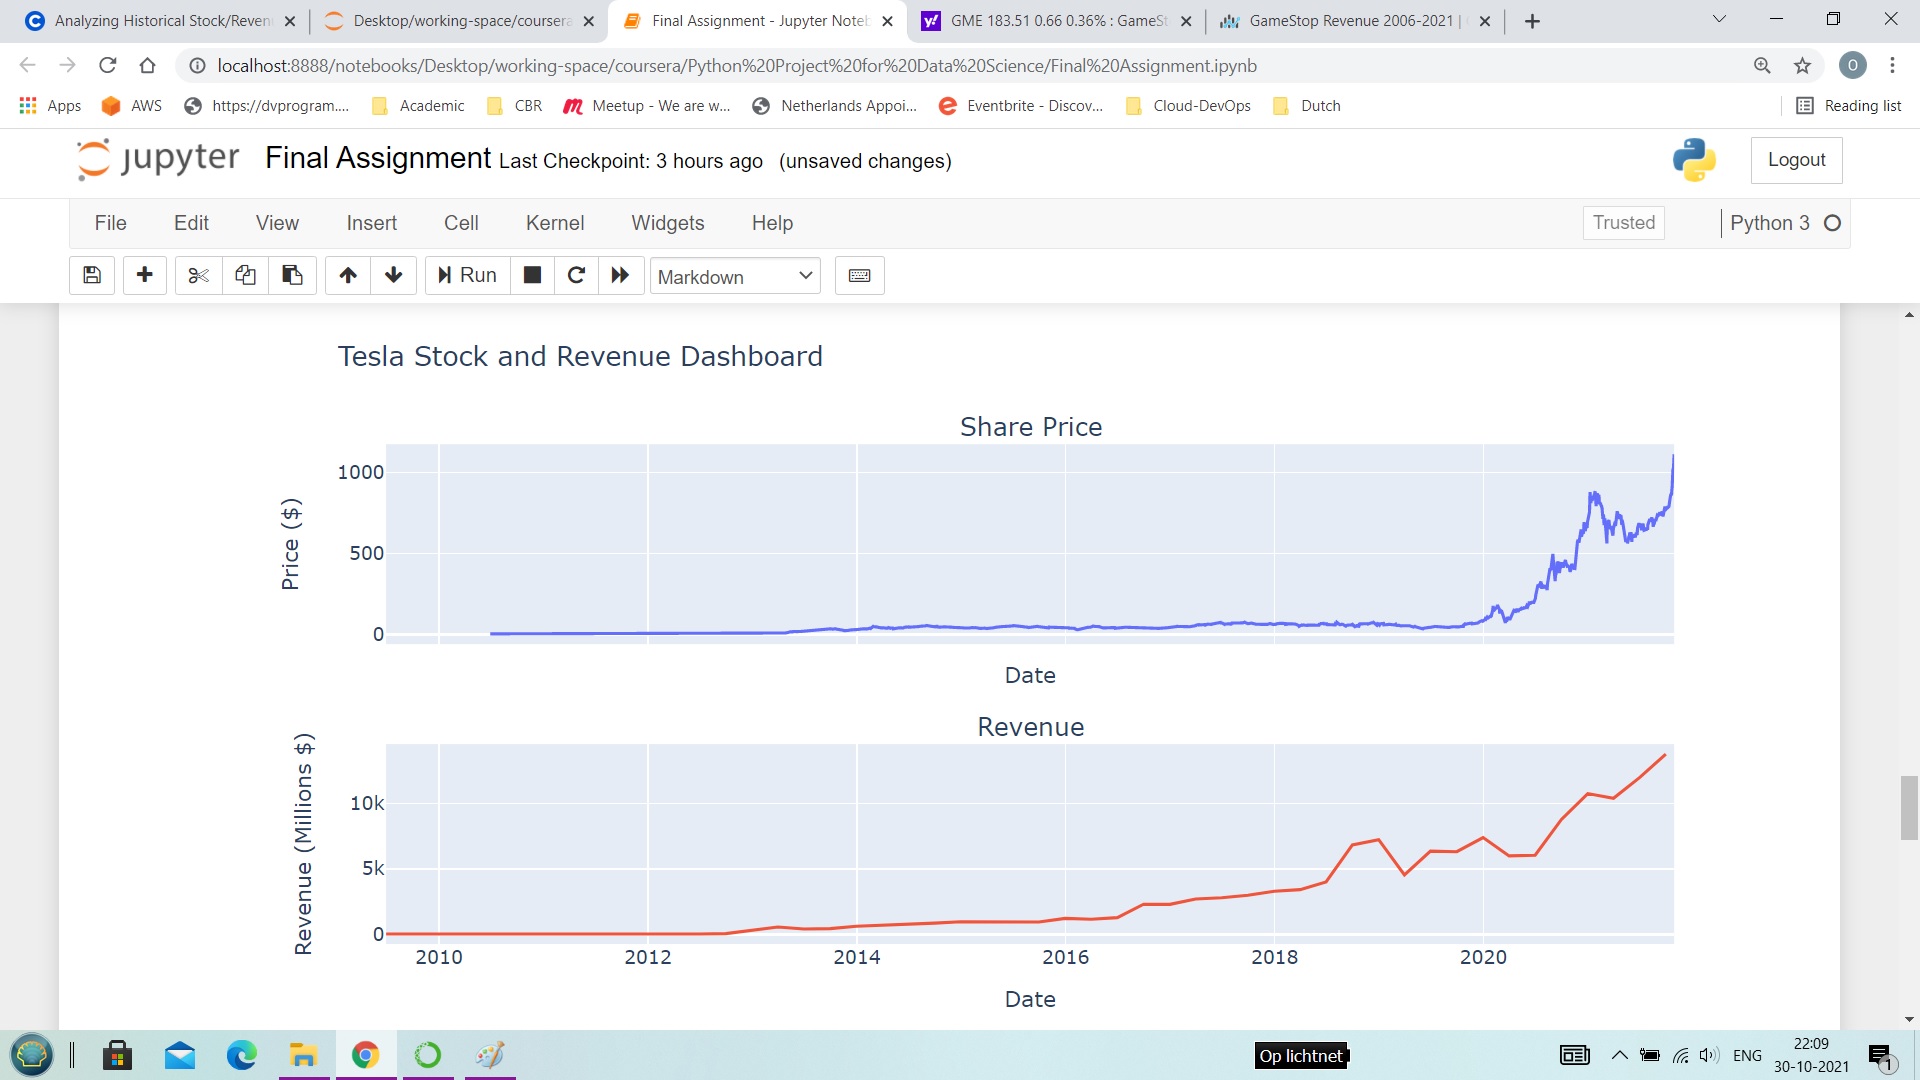 Analyzing Historical Stock/Reven
Desktop/working-space/coursera
Final Assignment - Jupyter Noteb
GME 183.51 0.66 0.36% : GameSt
GameStop Revenue 2006-2021 |
localhost:8888/notebooks/Desktop/working-space/coursera/Python%20Project%20for%20Data%20Science/Final%20Assignment.ipynb
O
Apps
AWS
https://dvprogram....
Academic
CBR
Meetup - We are w...
Netherlands Appoi...
Eventbrite - Discov...
Cloud-DevOps
Dutch
Reading list
jupyter
Final Assignment Last Checkpoint: 3 hours ago (unsaved changes)
Logout
File
Edit
View
Insert
Cell
Kernel
Widgets
Help
Trusted
Python 3
Run
Markdown
Tesla Stock and Revenue Dashboard
Share Price
Price ($)
1000
500
0
Date
Revenue
Revenue (Millions $)
10k
5k
0
2010
2012
2014
2016
2018
2020
Date
Op lichtnet
ENG
22:09
30-10-2021
1